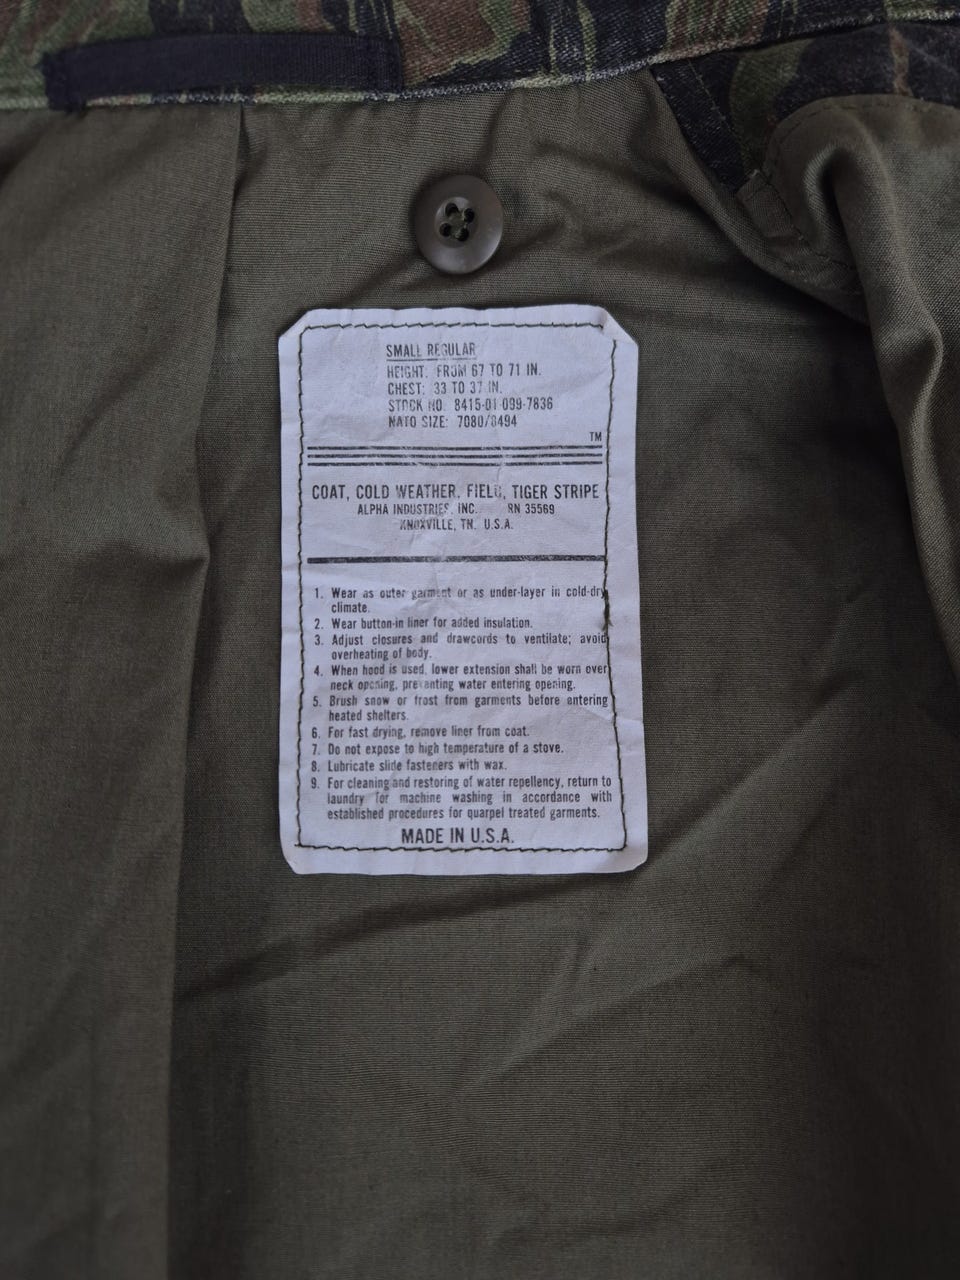 SMALL REGULAR
HEIGHT: FROM 67 TO 71 IN.
CHEST: 33 TO 37 IN.
STOCK NO. 8415-01-099-7836
NATO SIZE: 7080/8494
TM
COAT, COLD WEATHER, FIELD, TIGER STRIPE
ALPHA INDUSTRIES, INC. RN 35569
KNOXVILLE, TN. U.S.A.
1. Wear as outer garment or as under-layer in cold-dry
climate.
2. Wear button-in liner for added insulation.
3. Adjust closures and drawcords to ventilate; avoid
overheating of body.
4. When hood is used, lower extension shall be worn over
neck opening, preventing water entering opening.
5. Brush snow or frost from garments before entering
heated shelters.
6. For fast drying, remove liner from coat.
7. Do not expose to high temperature of a stove.
8. Lubricate slide fasteners with wax.
9. For cleaning and restoring of water repellency, return to
laundry for machine washing in accordance with
established procedures for quarpel treated garments.
MADE IN U.S.A.